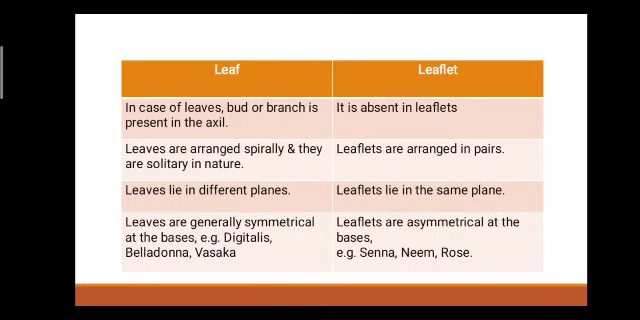 Leaf
Leaflet
In case of leaves, bud or branch is
present in the axil.
It is absent in leaflets
Leaves are arranged spirally & they
are solitary in nature.
Leaflets are arranged in pairs.
Leaves lie in different planes.
Leaflets lie in the same plane.
Leaves are generally symmetrical
at the bases, e.g. Digitalis,
Belladonna, Vasaka
Leaflets are asymmetrical at the
bases,
e.g. Senna, Neem, Rose.